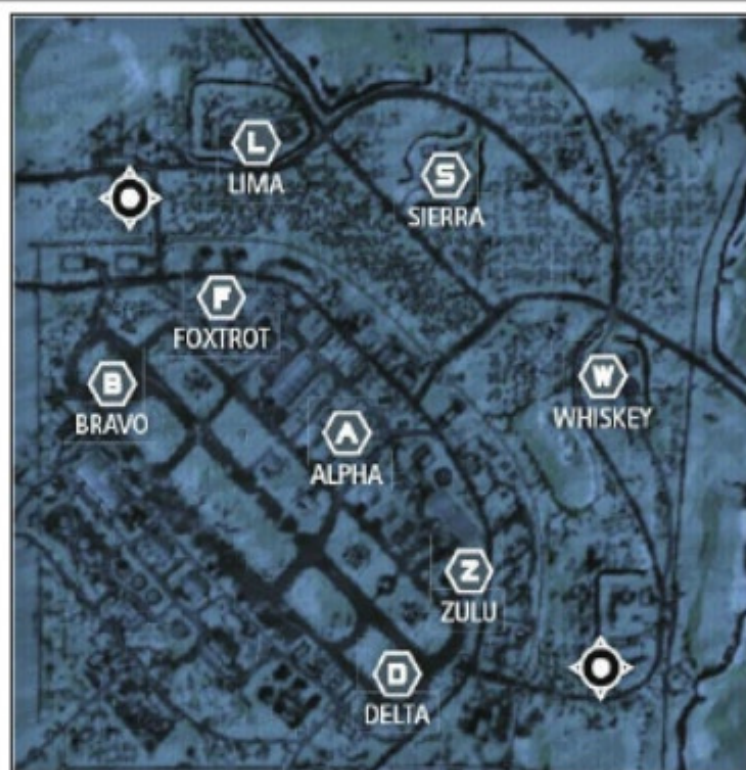 L
LIMA
S
SIERRA
F
FOXTROT
B
BRAVO
W
WHISKEY
A
ALPHA
Z
ZULU
D
DELTA